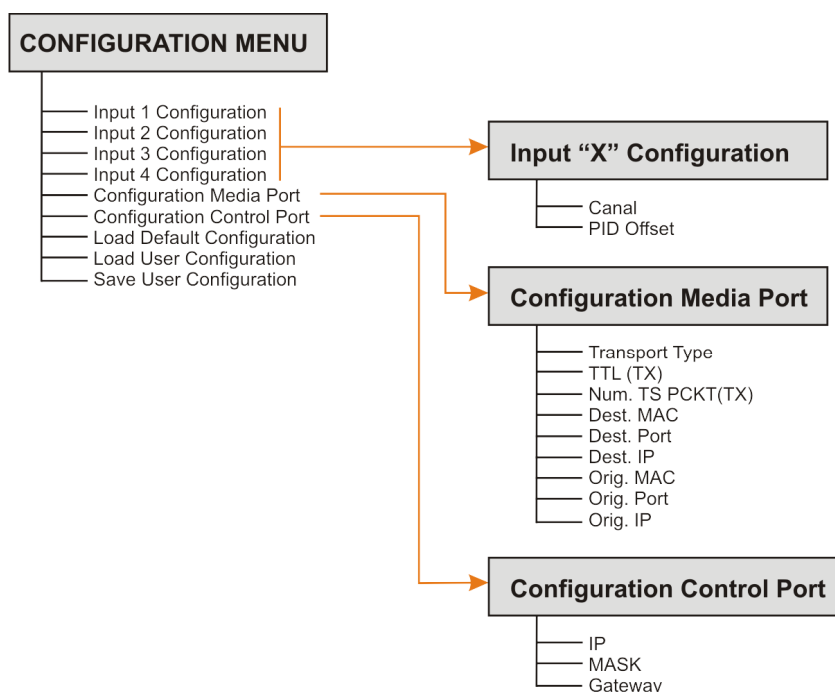 CONFIGURATION MENU
Input 1 Configuration
Input 2 Configuration
Input 3 Configuration
Input 4 Configuration
Configuration Media Port
Configuration Control Port
Load Default Configuration
Load User Configuration
Save User Configuration
Input “X” Configuration
Canal
PID Offset
Configuration Media Port
Transport Type
TTL (TX)
Num. TS PCKT(TX)
Dest. MAC
Dest. Port
Dest. IP
Orig. MAC
Orig. Port
Orig. IP
Configuration Control Port
IP
MASK
Gateway